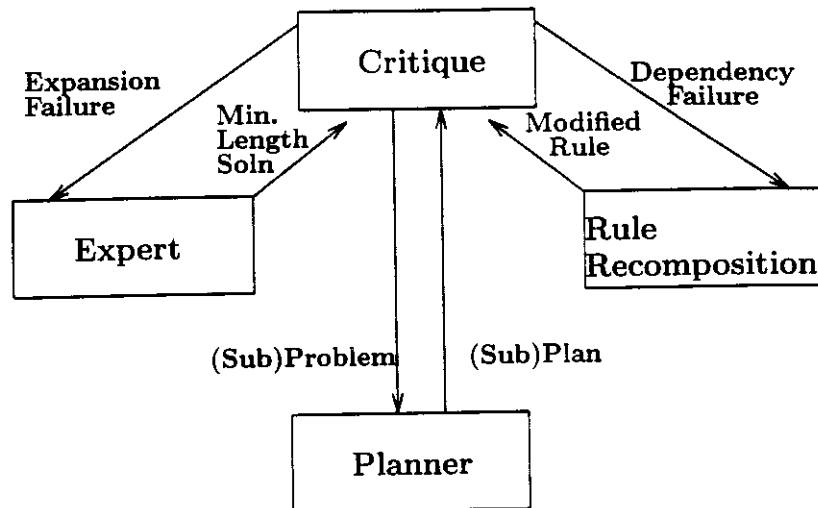 Critique
Expansion
Failure
Min.
Length
Soln
Dependency
Failure
Modified
Rule
Expert
Rule
Recomposition
(Sub)Problem
(Sub)Plan
Planner